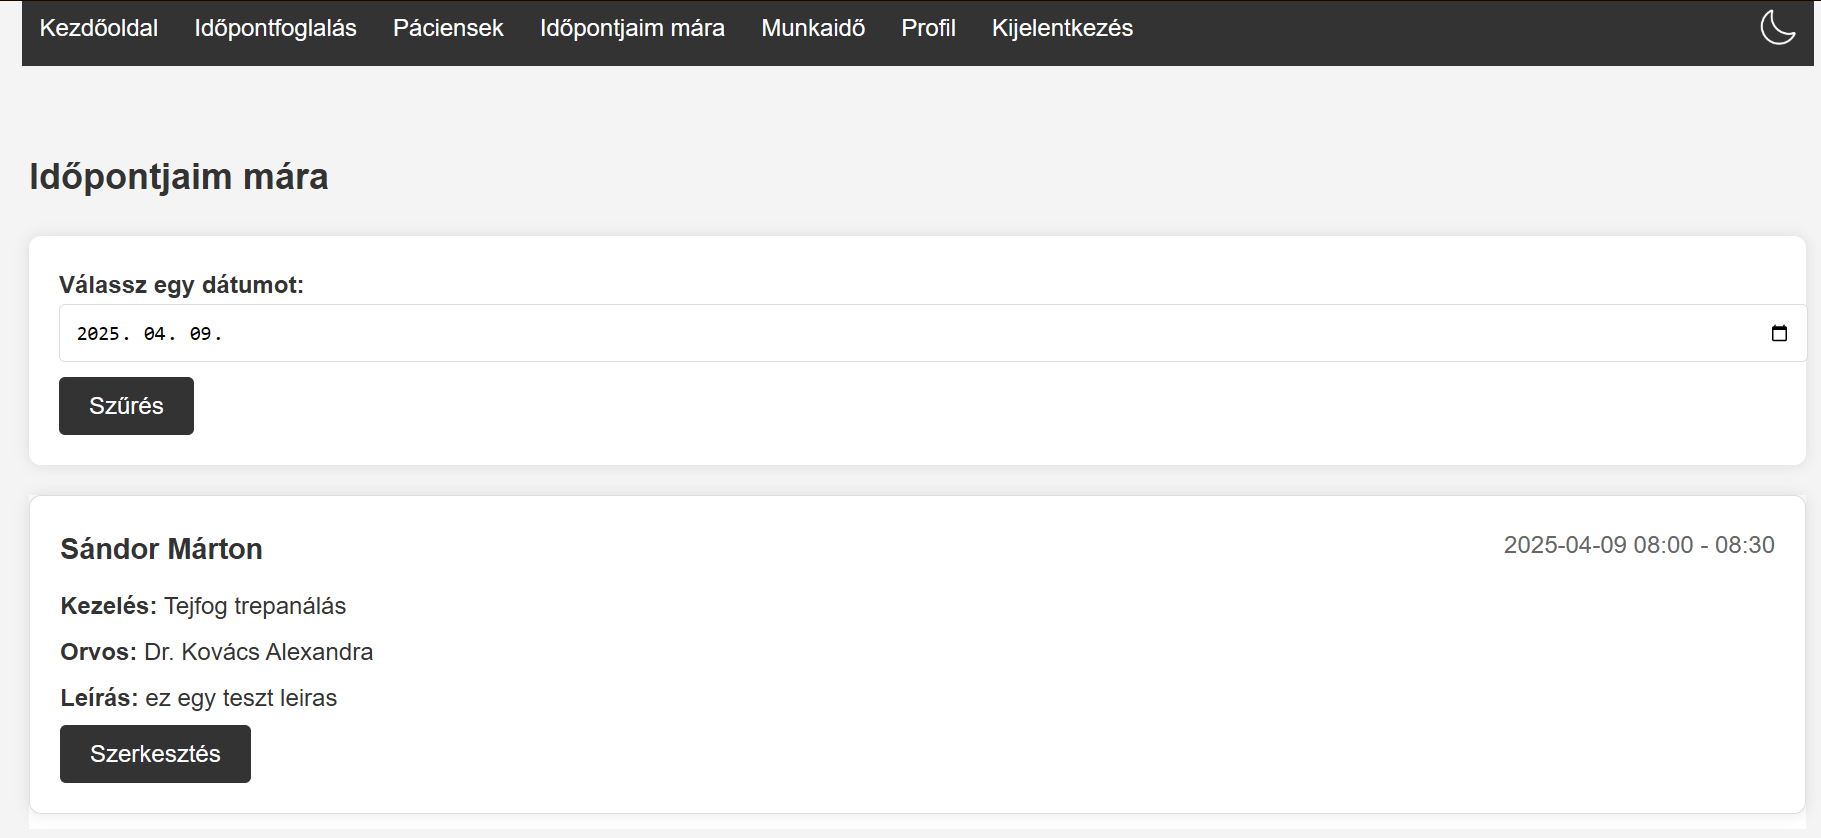 Kezdőoldal Időpontfoglalás Páciensek Időpontjaim mára Munkaidő Profil Kijelentkezés
Időpontjaim mára
Válassz egy dátumot:
2025. 04. 09.
Szűrés
Sándor Márton 2025-04-09 08:00 - 08:30
Kezelés: Tejfog trepanálás
Orvos: Dr. Kovács Alexandra
Leírás: ez egy teszt leiras
Szerkesztés